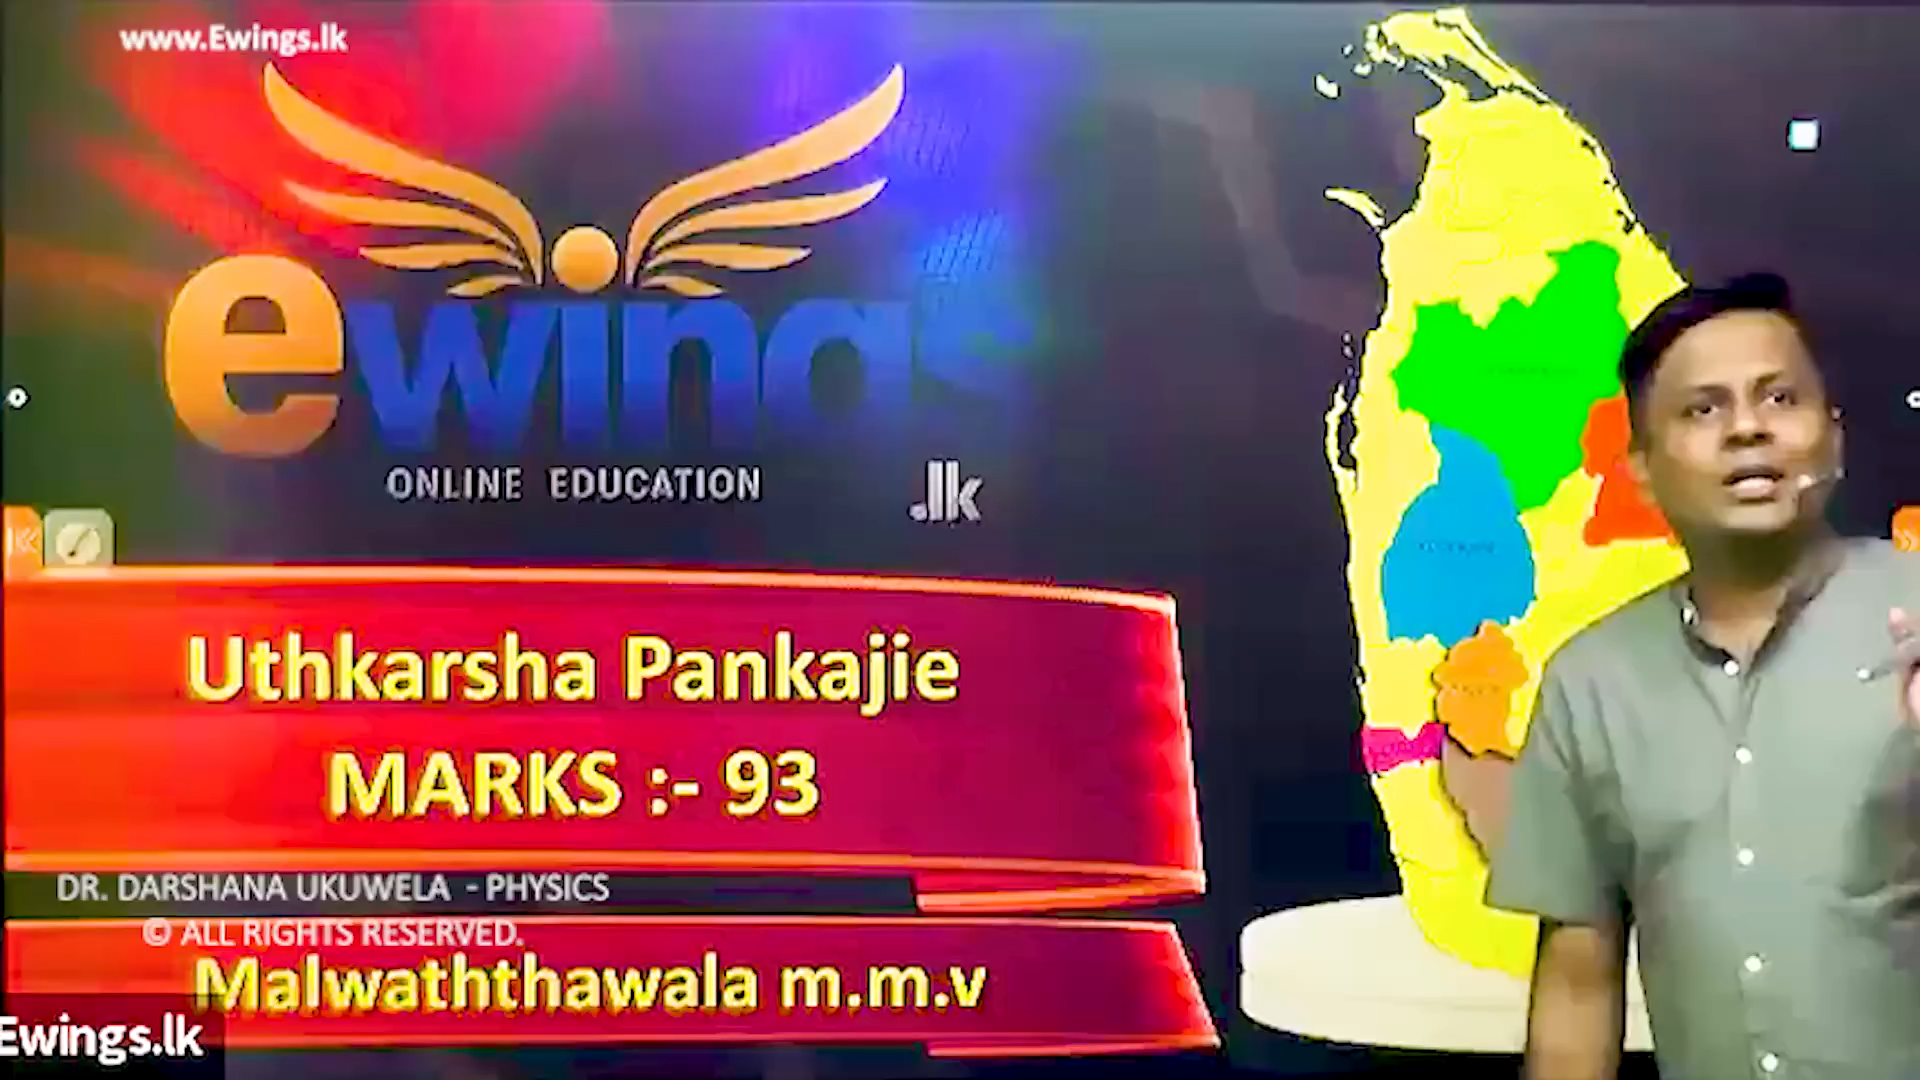 www.Ewings.lk
ewings
ONLINE EDUCATION
.lk
Uthkarsha Pankajie
MARKS :- 93
DR. DARSHANA UKUWELA - PHYSICS
© ALL RIGHTS RESERVED.
Malwaththawala m.m.v
Ewings.lk